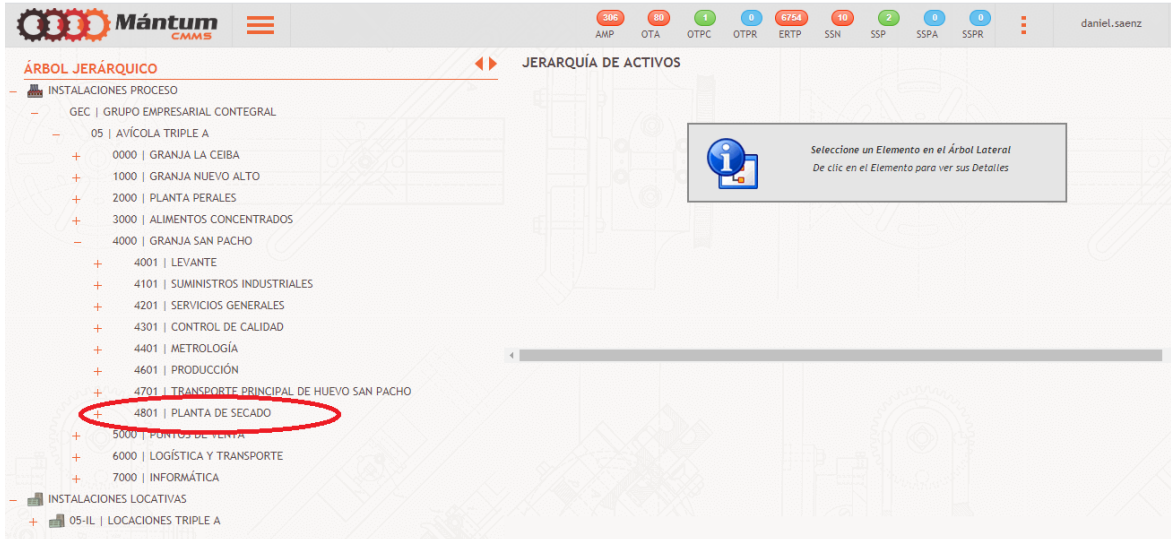 Mántum
CMMS
306 80 1 0 6754 10 2 0 0
AMP OTA OTPC OTPR ERTP SSN SSP SSPA SSPR
daniel.saenz
ÁRBOL JERÁRQUICO
INSTALACIONES PROCESO
GEC | GRUPO EMPRESARIAL CONTEGRAL
05 | AVÍCOLA TRIPLE A
0000 | GRANJA LA CEIBA
1000 | GRANJA NUEVO ALTO
2000 | PLANTA PERALES
3000 | ALIMENTOS CONCENTRADOS
4000 | GRANJA SAN PACHO
4001 | LEVANTE
4101 | SUMINISTROS INDUSTRIALES
4201 | SERVICIOS GENERALES
4301 | CONTROL DE CALIDAD
4401 | METROLOGÍA
4601 | PRODUCCIÓN
4701 | TRANSPORTE PRINCIPAL DE HUEVO SAN PACHO
4801 | PLANTA DE SECADO
5000 | PUNTOS DE VENTA
6000 | LOGÍSTICA Y TRANSPORTE
7000 | INFORMÁTICA
INSTALACIONES LOCATIVAS
05-IL | LOCACIONES TRIPLE A
JERARQUÍA DE ACTIVOS
Seleccione un Elemento en el Árbol Lateral
De clic en el Elemento para ver sus Detalles